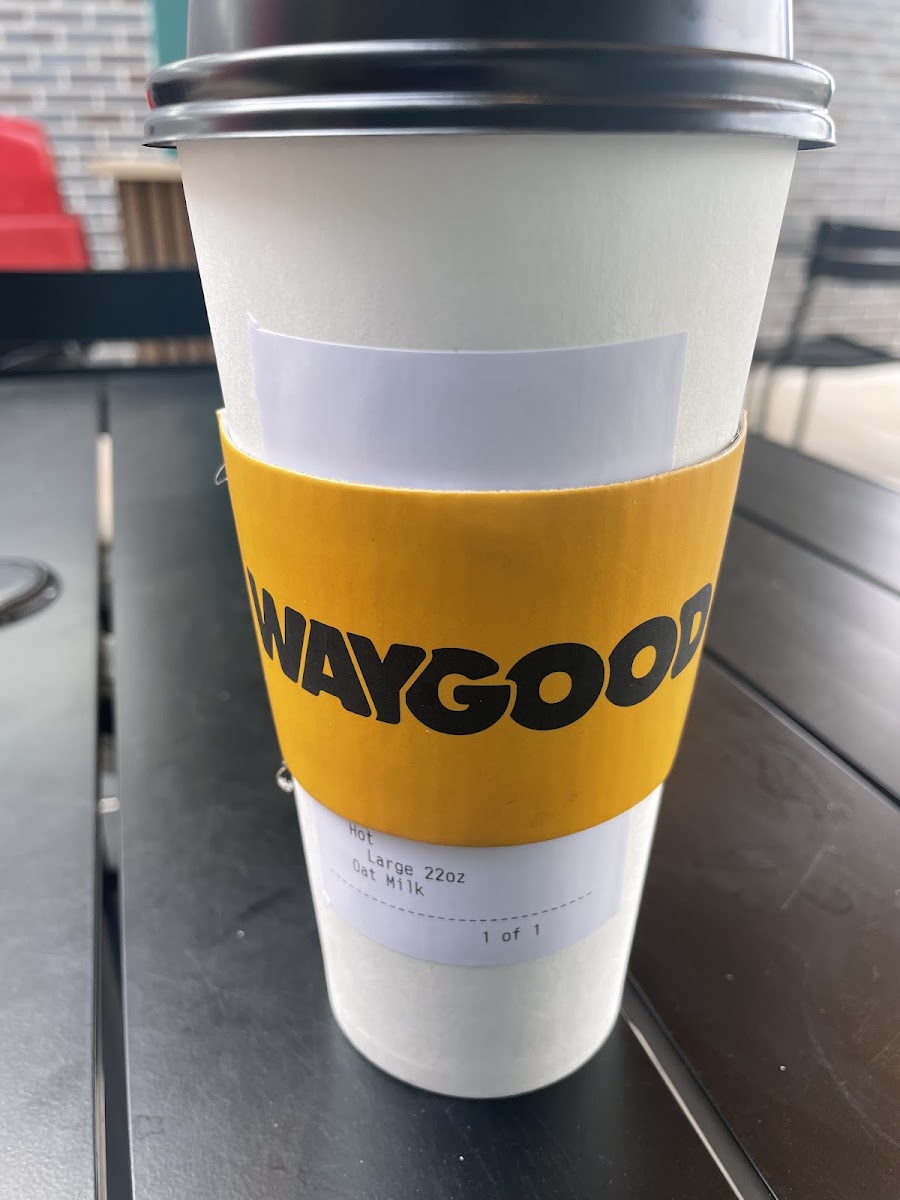 WAYGOOD
Hot
Large 22oz
Oat Milk
1 of 1